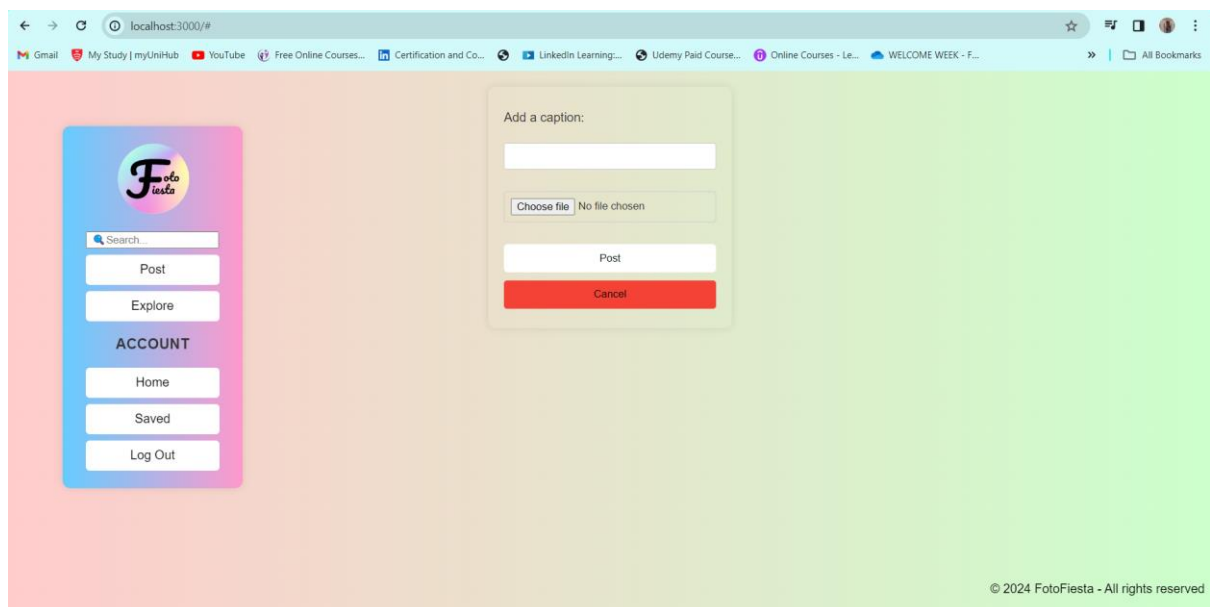 localhost:3000/#
Gmail My Study | myUniHub YouTube Free Online Courses... Certification and Co... LinkedIn Learning:... Udemy Paid Course... Online Courses - Le... WELCOME WEEK - F... » All Bookmarks
Foto
iesta
Search...
Post
Explore
ACCOUNT
Home
Saved
Log Out
Add a caption:
Choose file No file chosen
Post
Cancel
© 2024 FotoFiesta - All rights reserved